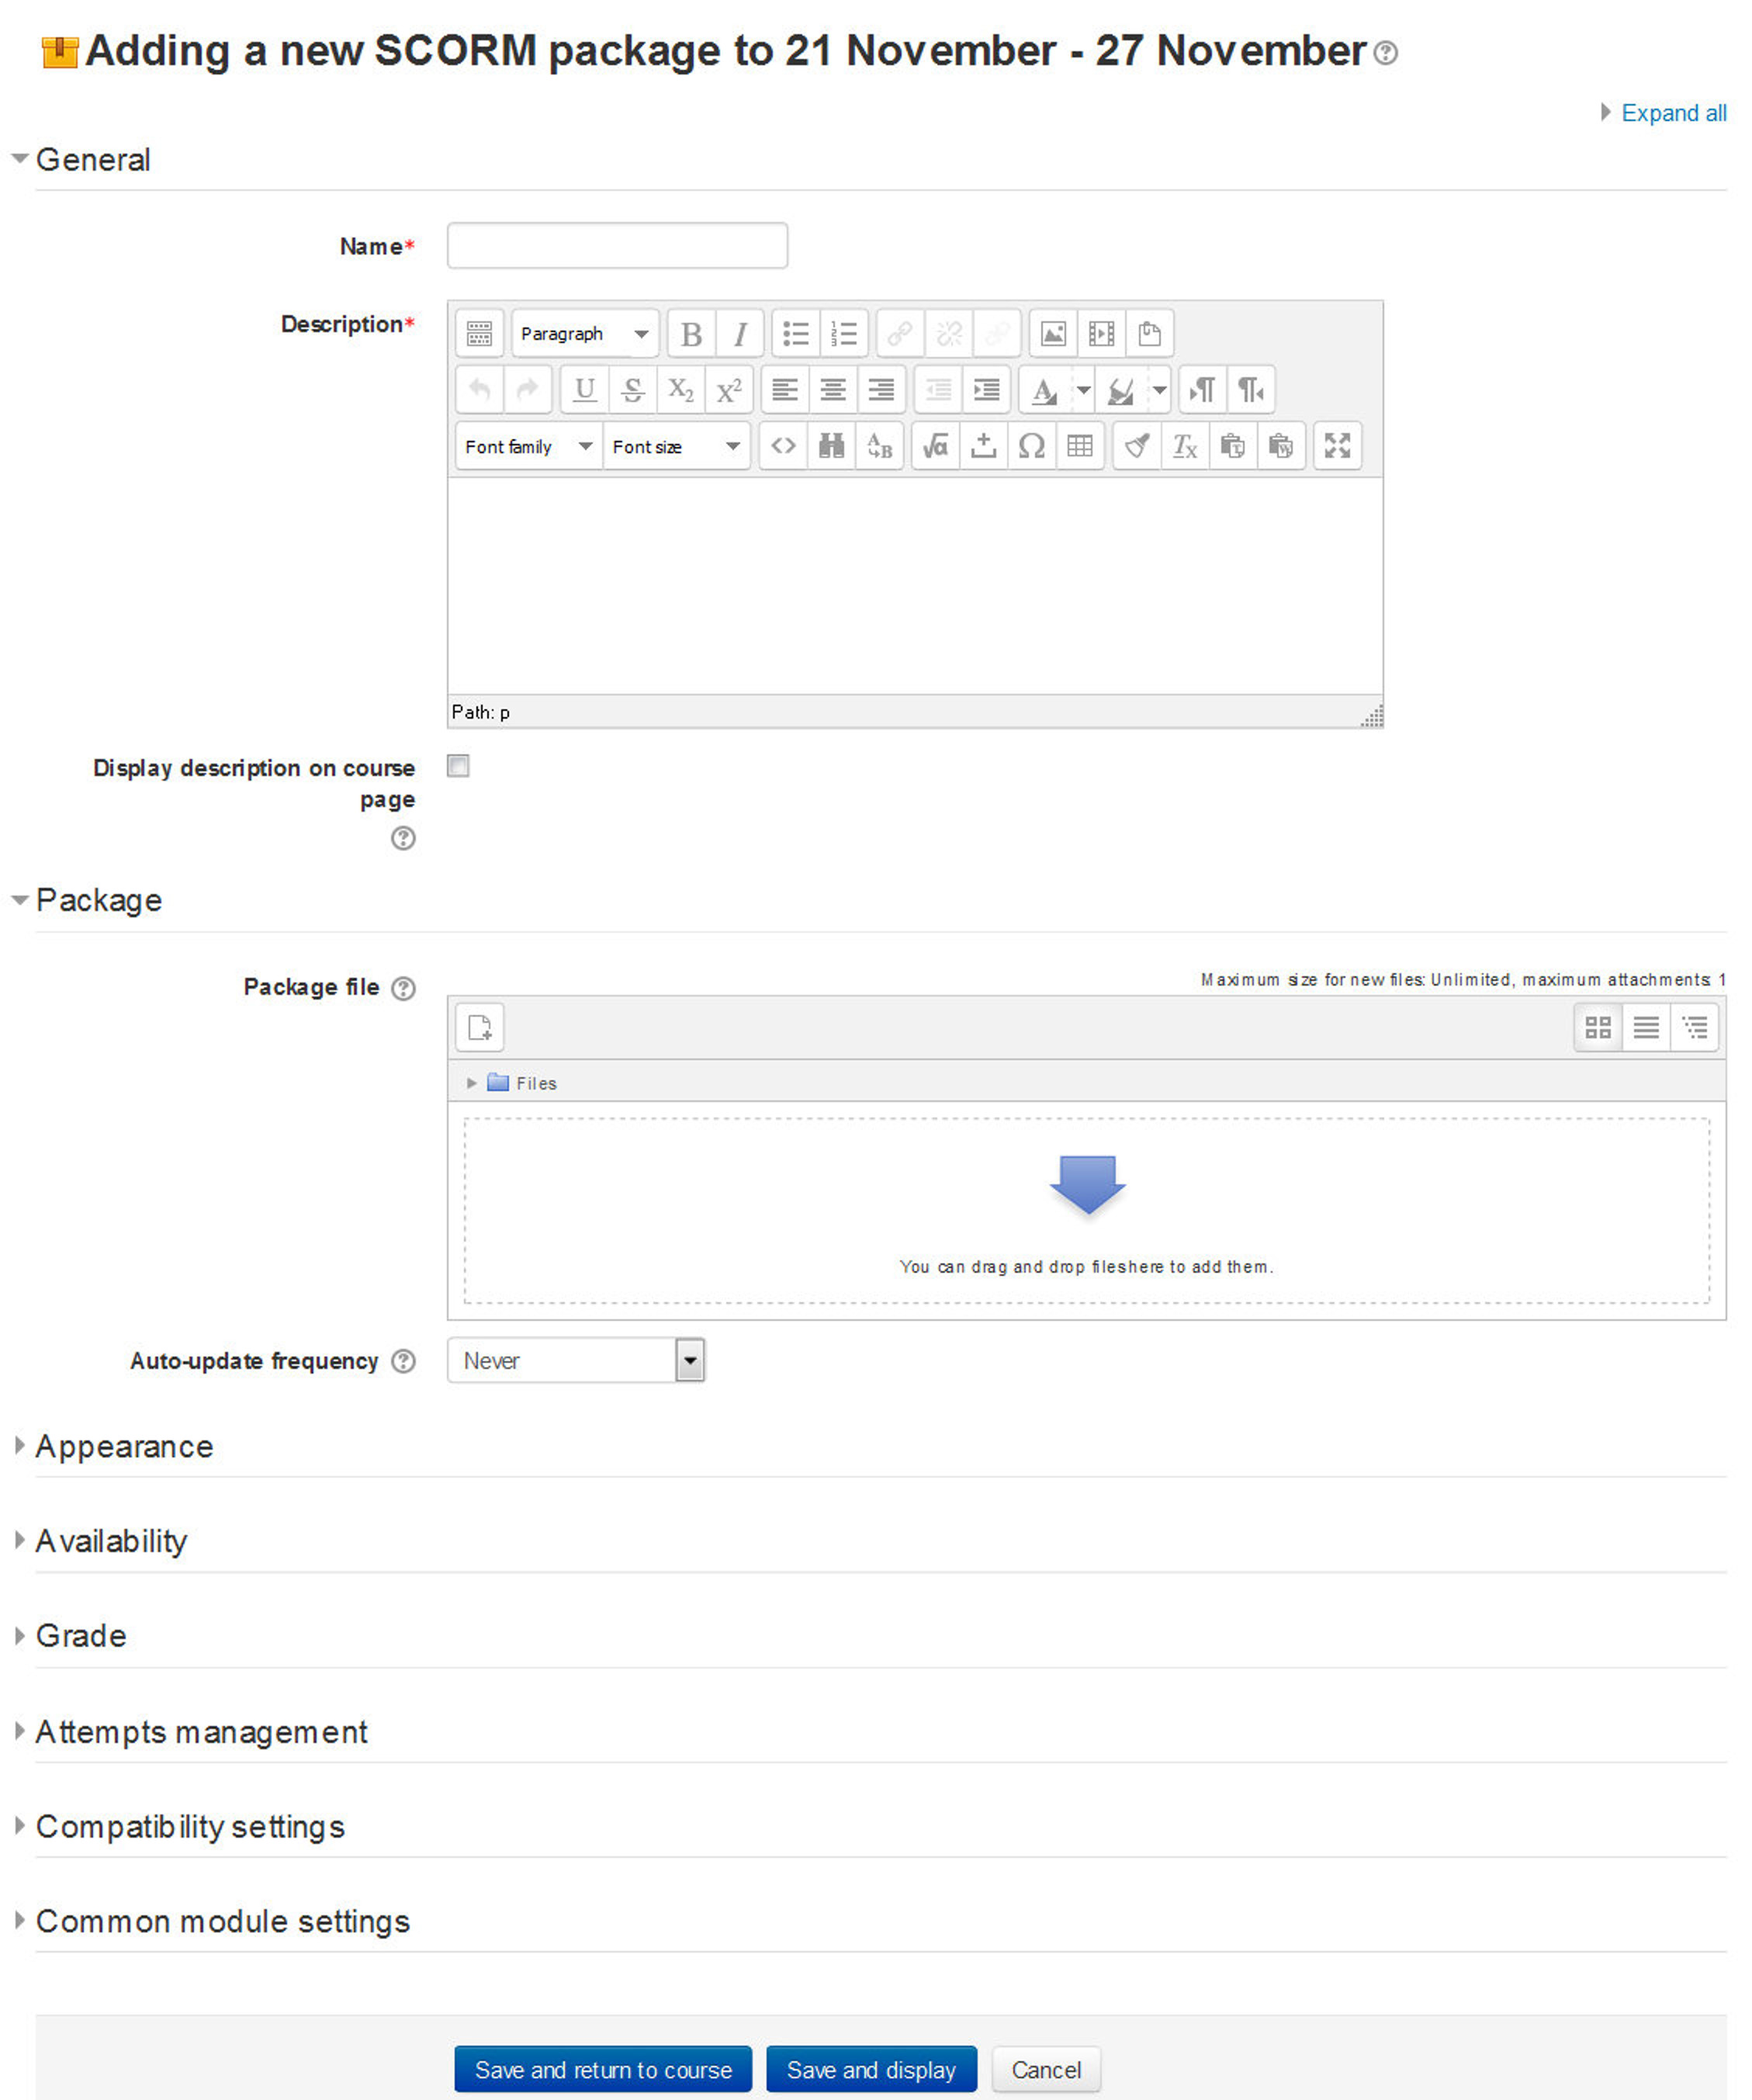 Adding a new SCORM package to 21 November - 27 November
Expand all
General
Name*
Description*
Paragraph
B I
U S X2 X2
Font family Font size
Path: p
Display description on course
page
Package
Package file
Maximum size for new files: Unlimited, maximum attachments: 1
Files
You can drag and drop files here to add them.
Auto-update frequency
Never
Appearance
Availability
Grade
Attempts management
Compatibility settings
Common module settings
Save and return to course Save and display Cancel